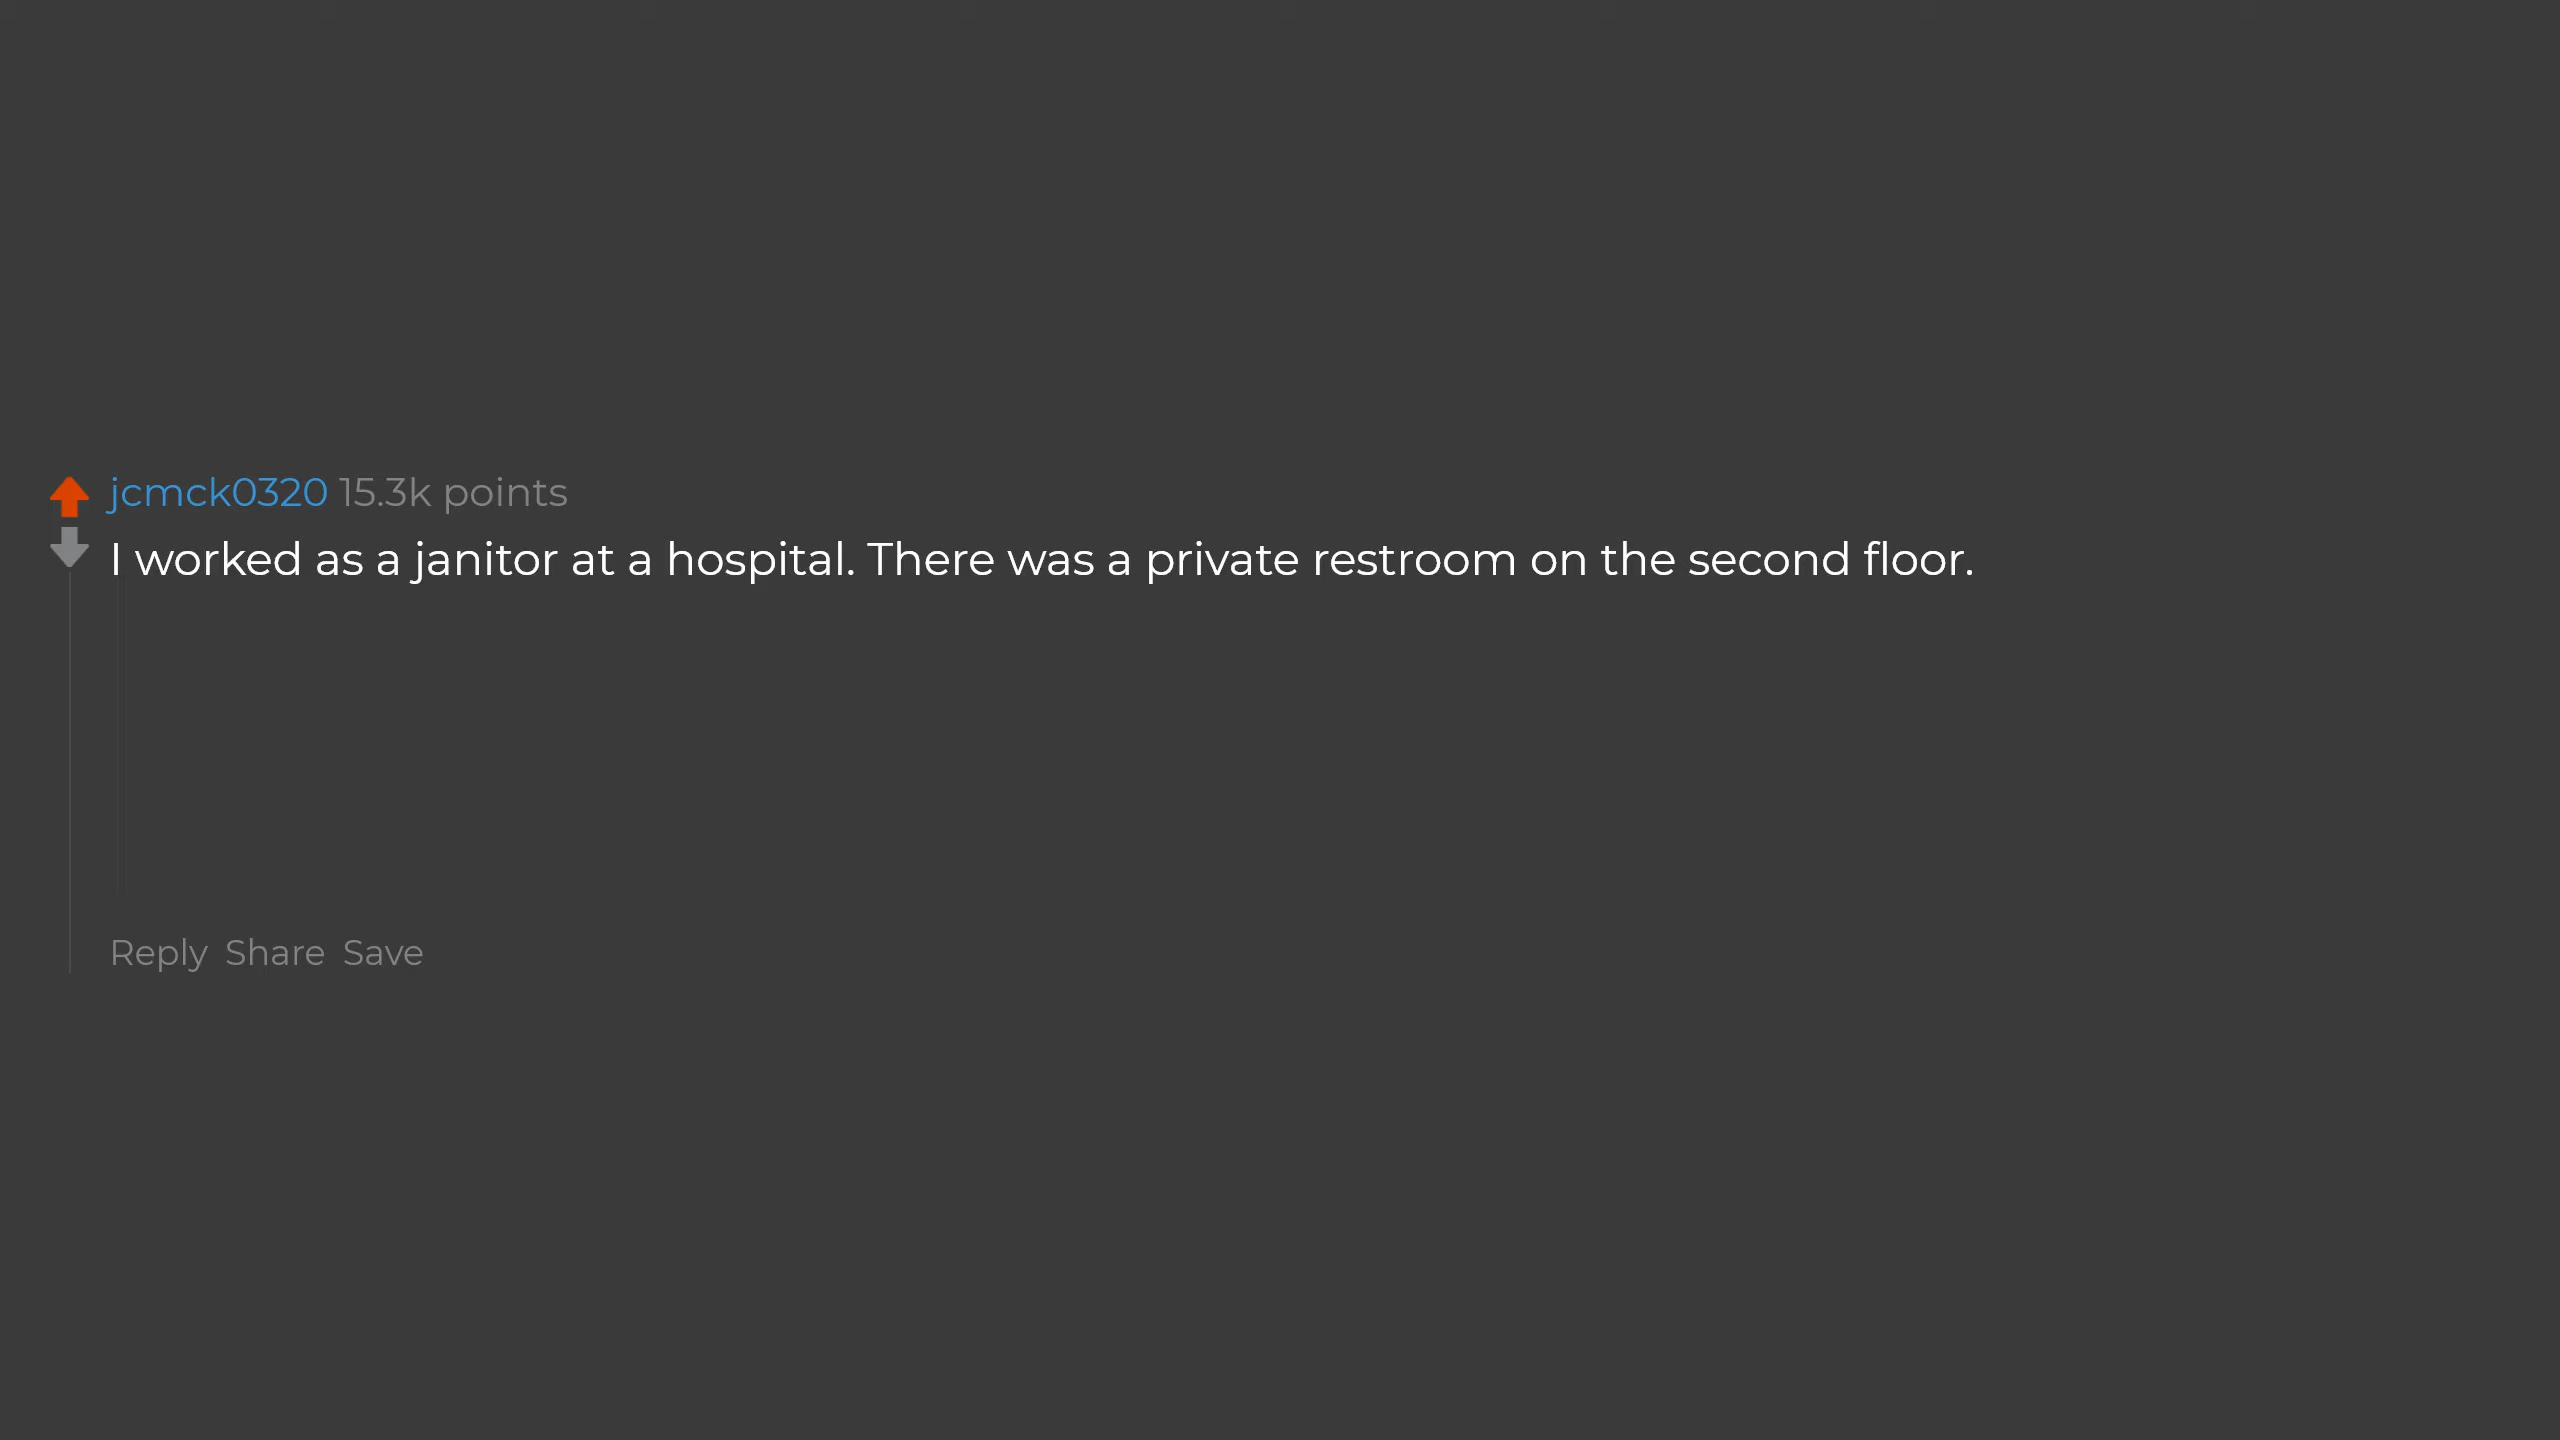 jcmck0320 15.3k points
I worked as a janitor at a hospital. There was a private restroom on the second floor.
Reply Share Save